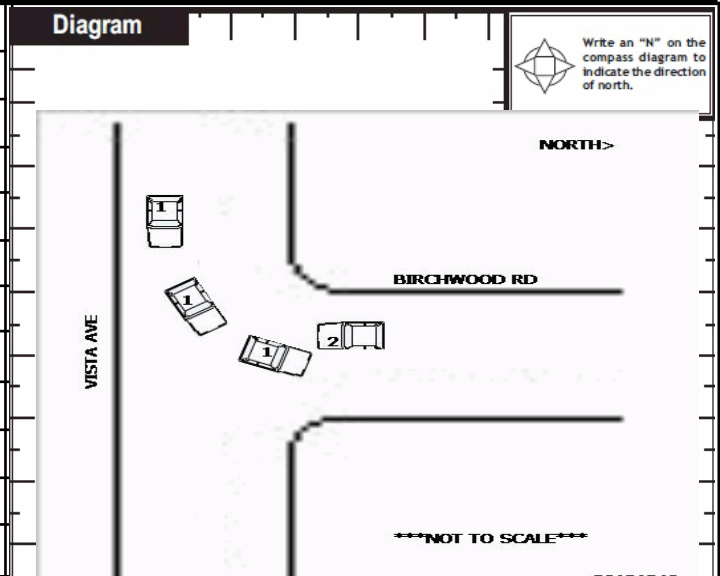 Diagram
Write an "N" on the
compass diagram to
indicate the direction
of north.
NORTH>
1
BIRCHWOOD RD
1
VISTA AVE
2
1
***NOT TO SCALE***